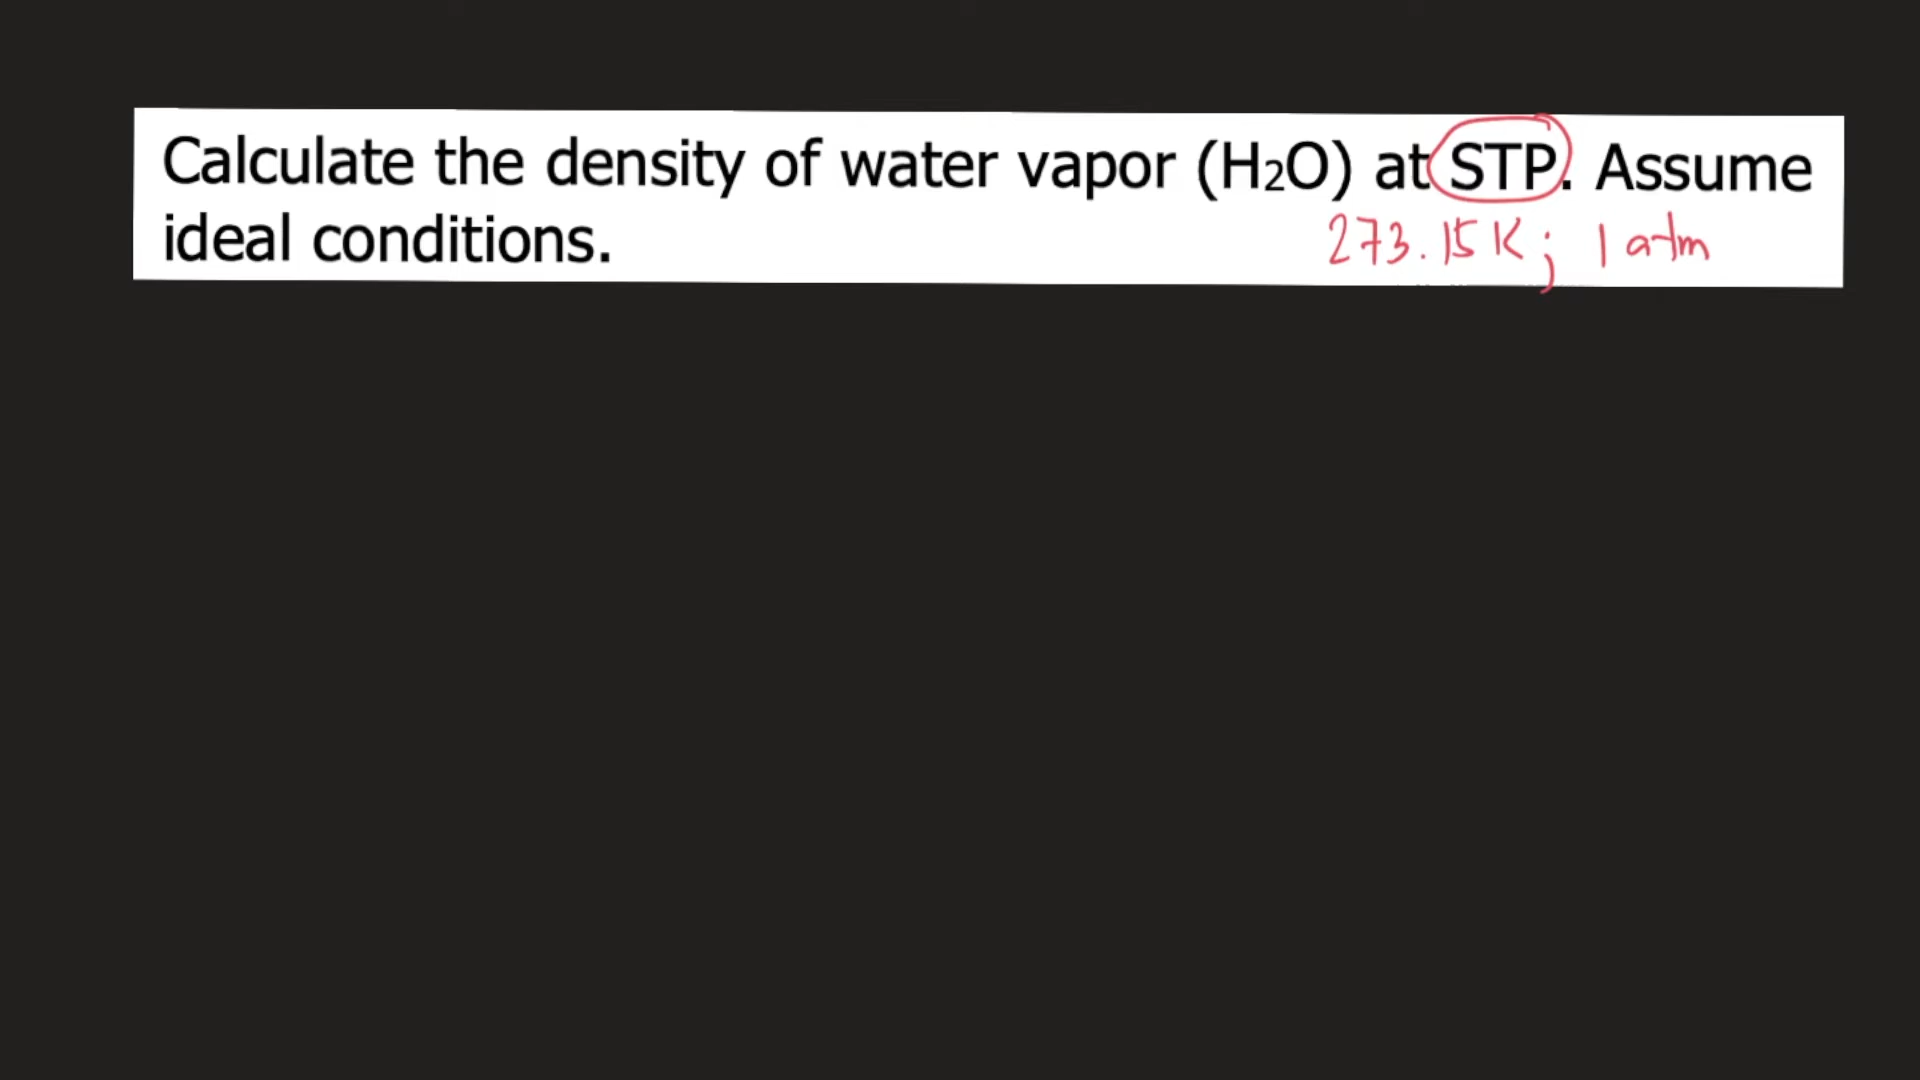 Calculate the density of water vapor (H₂O) at STP. Assume
ideal conditions.
273.15 K; 1 atm